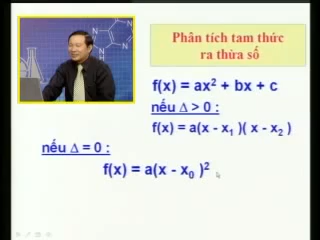 Phân tích tam thức
ra thừa số
f(x) = ax² + bx + c
nếu Δ > 0 :
f(x) = a(x - x₁ )( x - x₂ )
nếu Δ = 0 :
f(x) = a(x - x₀ )²